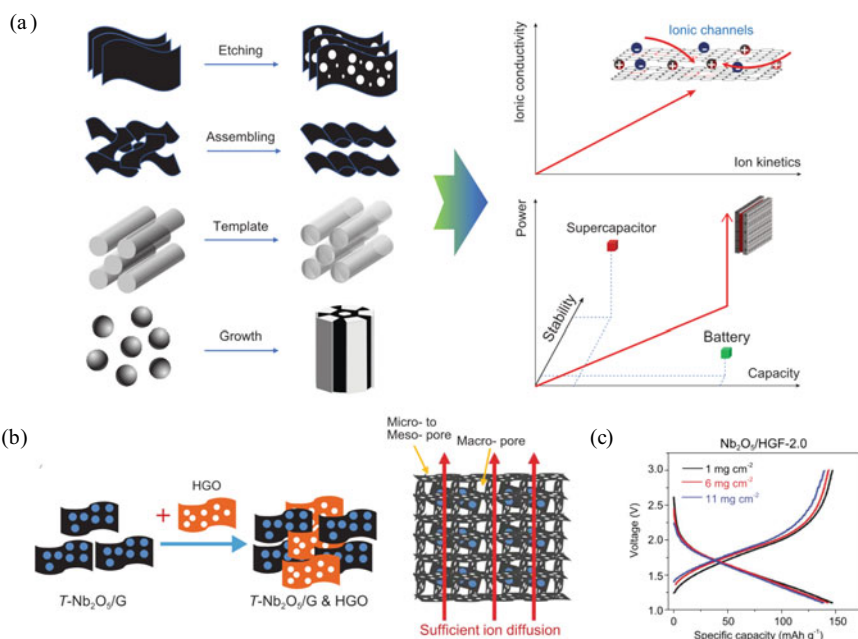 (a)
Etching
Assembling
Template
Growth
Ionic conductivity
Ionic channels
Ion kinetics
Power
Supercapacitor
Stability
Battery
Capacity
(b)
HGO
+
T-Nb₂O₅/G
T-Nb₂O₅/G & HGO
Micro- to
Meso- pore
Macro- pore
Sufficient ion diffusion
(c)
Nb₂O₅/HGF-2.0
1 mg cm⁻²
6 mg cm⁻²
11 mg cm⁻²
Voltage (V)
3.0
2.5
2.0
1.5
1.0
0 50 100 150
Specific capacity (mAh g⁻¹)